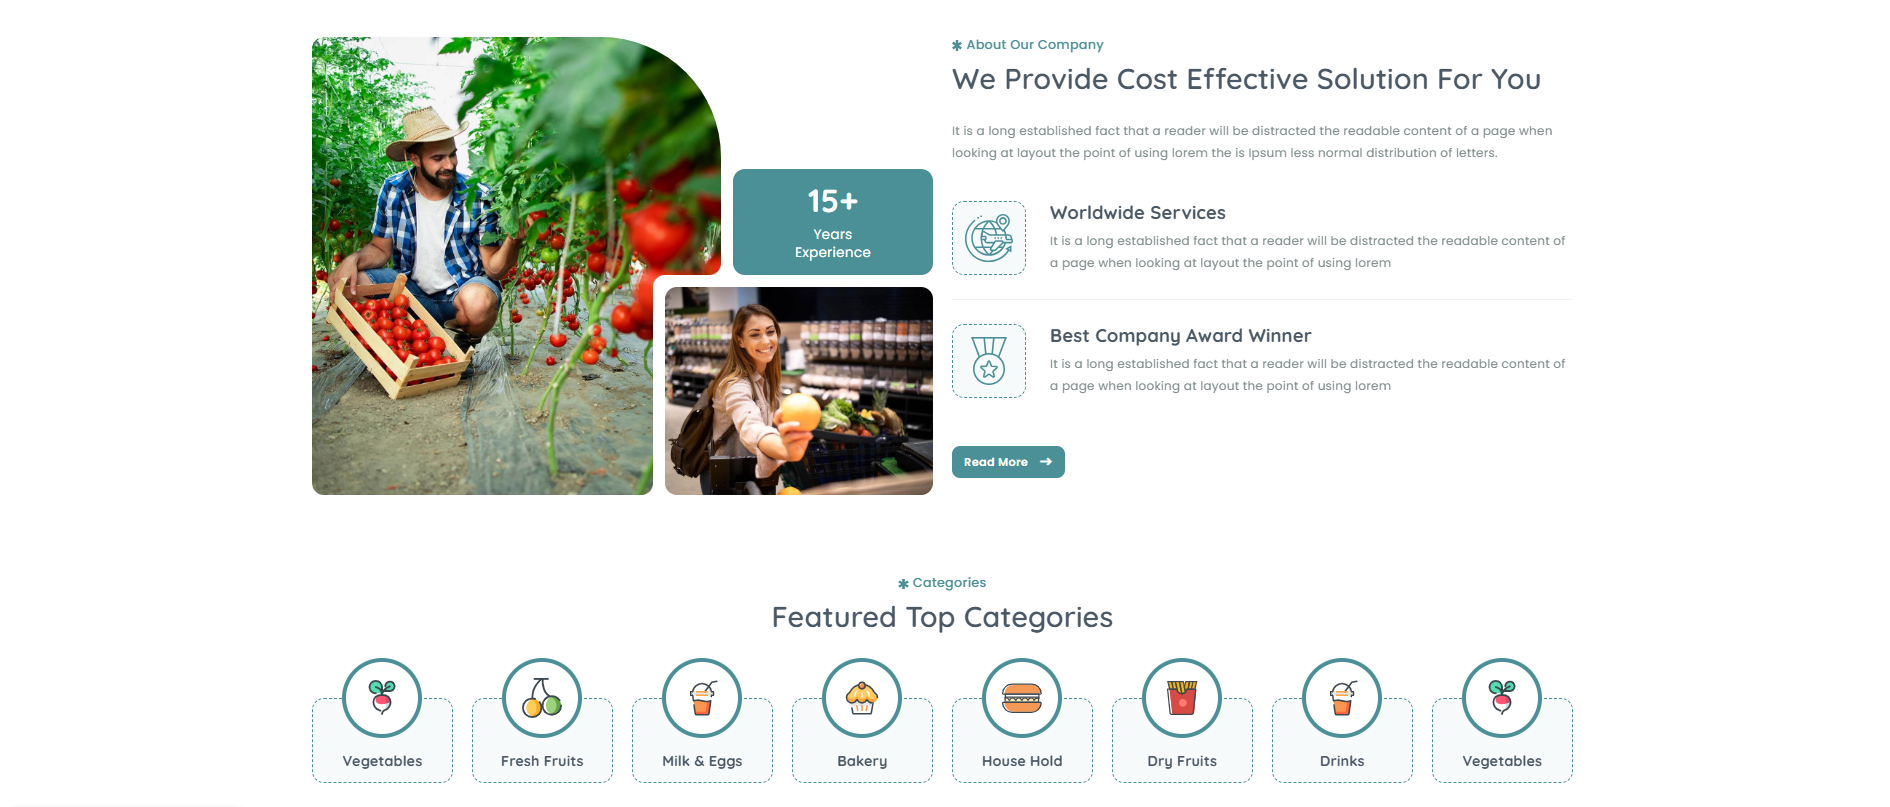 15+
Years
Experience
About Our Company
We Provide Cost Effective Solution For You
It is a long established fact that a reader will be distracted the readable content of a page when
looking at layout the point of using lorem the is Ipsum less normal distribution of letters.
Worldwide Services
It is a long established fact that a reader will be distracted the readable content of
a page when looking at layout the point of using lorem
Best Company Award Winner
It is a long established fact that a reader will be distracted the readable content of
a page when looking at layout the point of using lorem
Read More
Categories
Featured Top Categories
Vegetables
Fresh Fruits
Milk & Eggs
Bakery
House Hold
Dry Fruits
Drinks
Vegetables